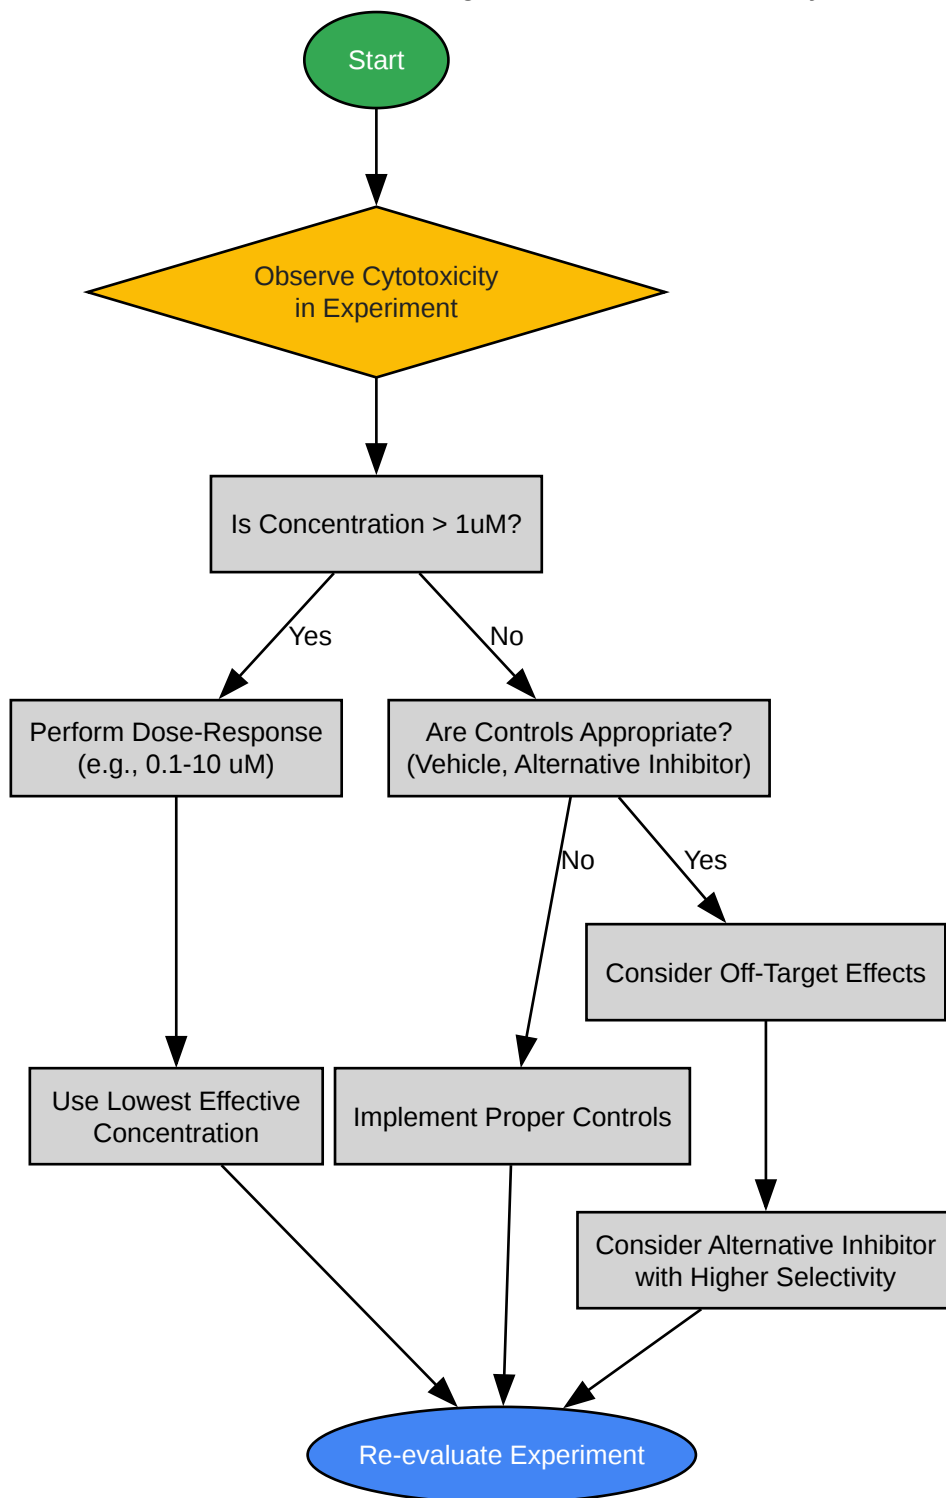 Start
Observe Cytotoxicity
in Experiment
Is Concentration > 1uM?
Yes
No
Perform Dose-Response
(e.g., 0.1-10 uM)
Are Controls Appropriate?
(Vehicle, Alternative Inhibitor)
No
Yes
Consider Off-Target Effects
Use Lowest Effective
Concentration
Implement Proper Controls
Consider Alternative Inhibitor
with Higher Selectivity
Re-evaluate Experiment